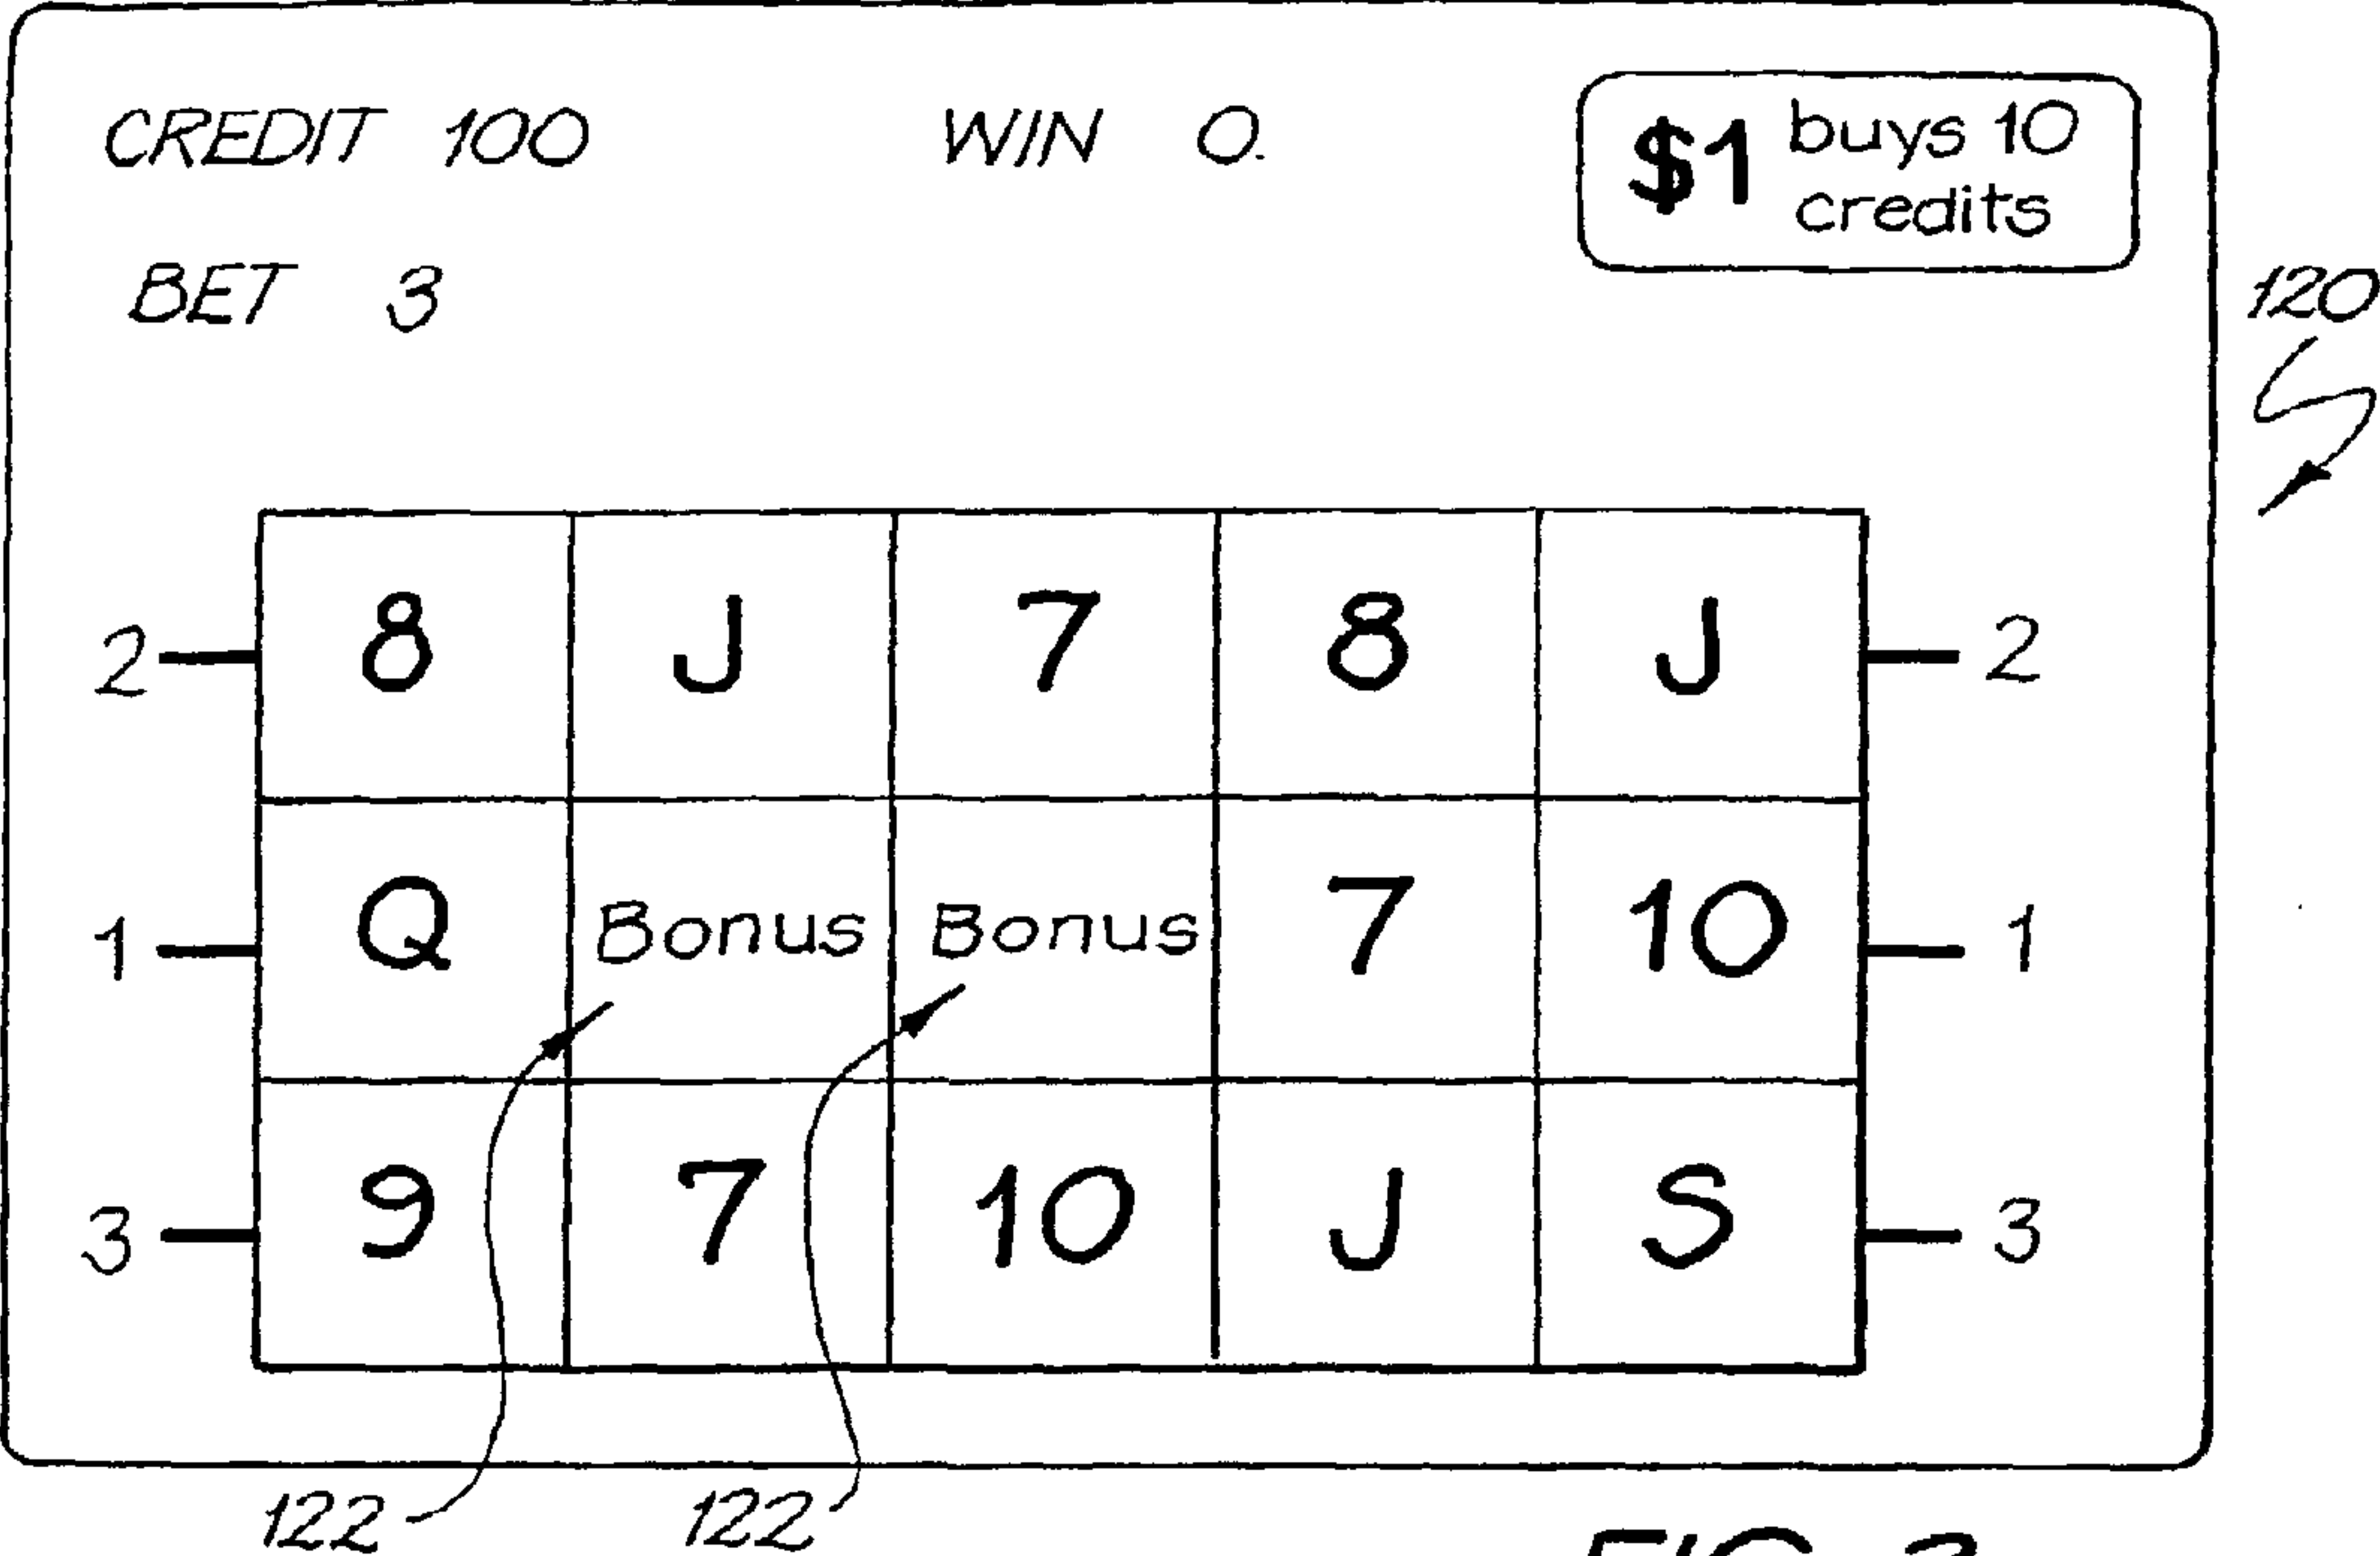 CREDIT 100 WIN 0. $1 buys 10
credits
BET 3
120
2 8 J 7 8 J 2
1 Q Bonus Bonus 7 10 1
3 9 7 10 J S 3
122 122